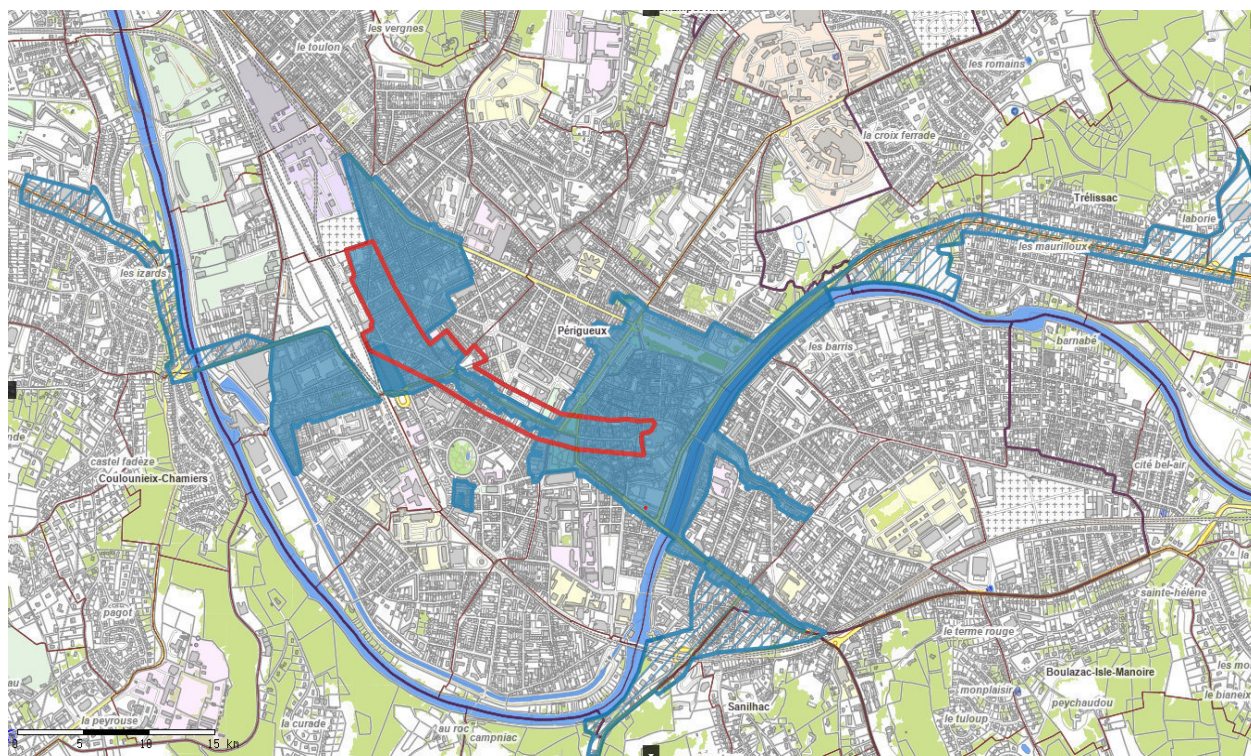 les vergnes
le toulon
les romains
la croix ferrade
Trélissac
laborie
les maurilloux
les izards
Périgueux
les barris
barnabé
castel fadèze
Coulounieix-Chamiers
cité bel-air
pagot
sainte-hélène
le terme rouge
Boulazac-Isle-Manoire
monplaisir
peychaudou
le bianeix
Sanilhac
le tuloup
la peyrouse
la curade
au roc
campniac
0 5 10 15 km